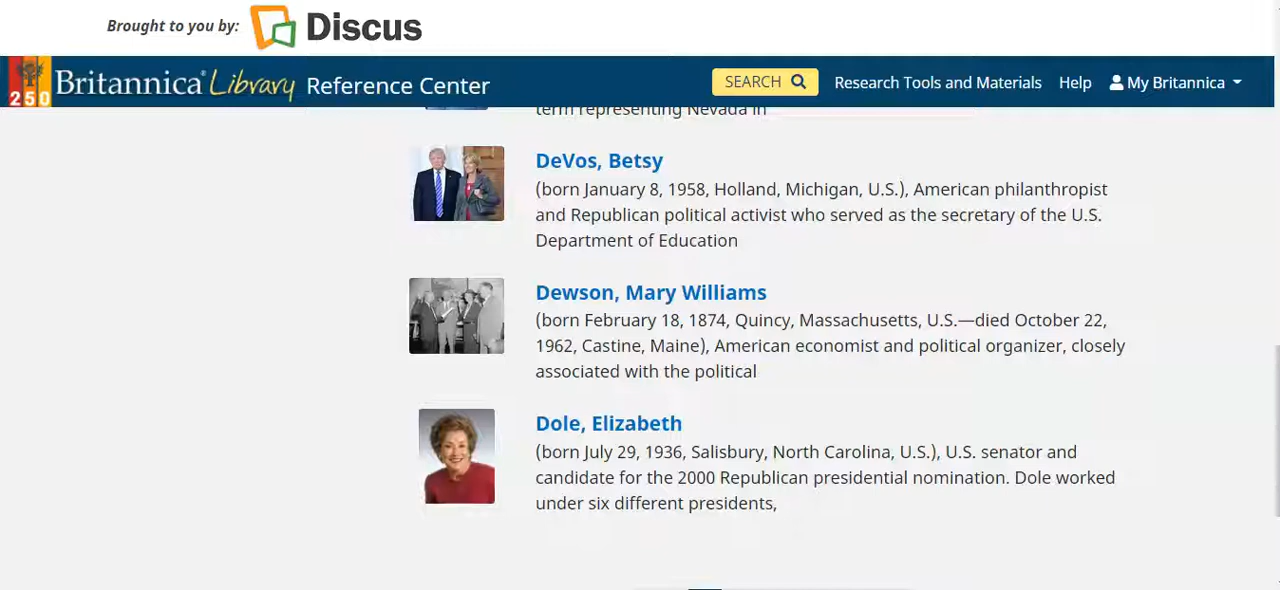 Brought to you by: Discus
250 Britannica Library Reference Center SEARCH Research Tools and Materials Help My Britannica
term representing Nevada in
DeVos, Betsy
(born January 8, 1958, Holland, Michigan, U.S.), American philanthropist
and Republican political activist who served as the secretary of the U.S.
Department of Education
Dewson, Mary Williams
(born February 18, 1874, Quincy, Massachusetts, U.S.—died October 22,
1962, Castine, Maine), American economist and political organizer, closely
associated with the political
Dole, Elizabeth
(born July 29, 1936, Salisbury, North Carolina, U.S.), U.S. senator and
candidate for the 2000 Republican presidential nomination. Dole worked
under six different presidents,